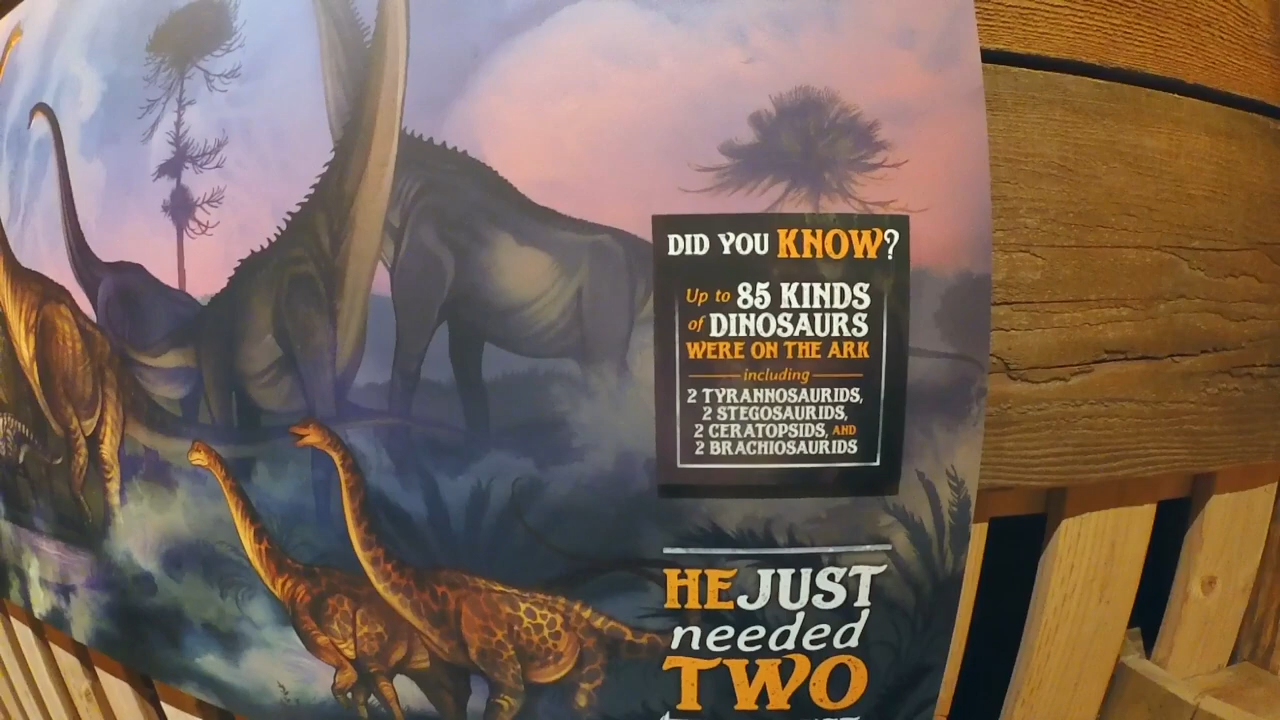 DID YOU KNOW?
Up to 85 KINDS
of DINOSAURS
WERE ON THE ARK
including
2 TYRANNOSAURIDS,
2 STEGOSAURIDS,
2 CERATOPSIDS, AND
2 BRACHIOSAURIDS
HE JUST
needed
TWO